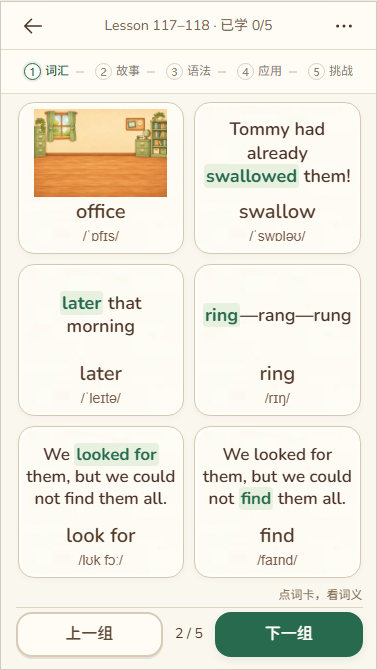 Lesson 117–118 · 已学 0/5
1 词汇 — 2 故事 — 3 语法 — 4 应用 — 5 挑战
office
/ˈɒfɪs/
Tommy had
already
swallowed them!
swallow
/ˈswɒləʊ/
later that
morning
later
/ˈleɪtə/
ring—rang—rung
ring
/rɪŋ/
We looked for
them, but we could
not find them all.
look for
/lʊk fɔː/
We looked for
them, but we could
not find them all.
find
/faɪnd/
点词卡，看词义
上一组
2 / 5
下一组